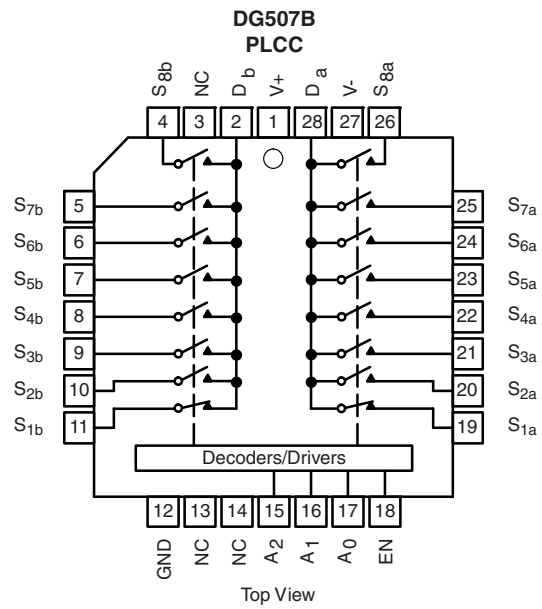 DG507B
PLCC
S8b NC Db V+ Da V- S8a
4 3 2 1 28 27 26
S7b 5 25 S7a
S6b 6 24 S6a
S5b 7 23 S5a
S4b 8 22 S4a
S3b 9 21 S3a
S2b 10 20 S2a
S1b 11 19 S1a
Decoders/Drivers
12 13 14 15 16 17 18
GND NC NC A2 A1 A0 EN
Top View